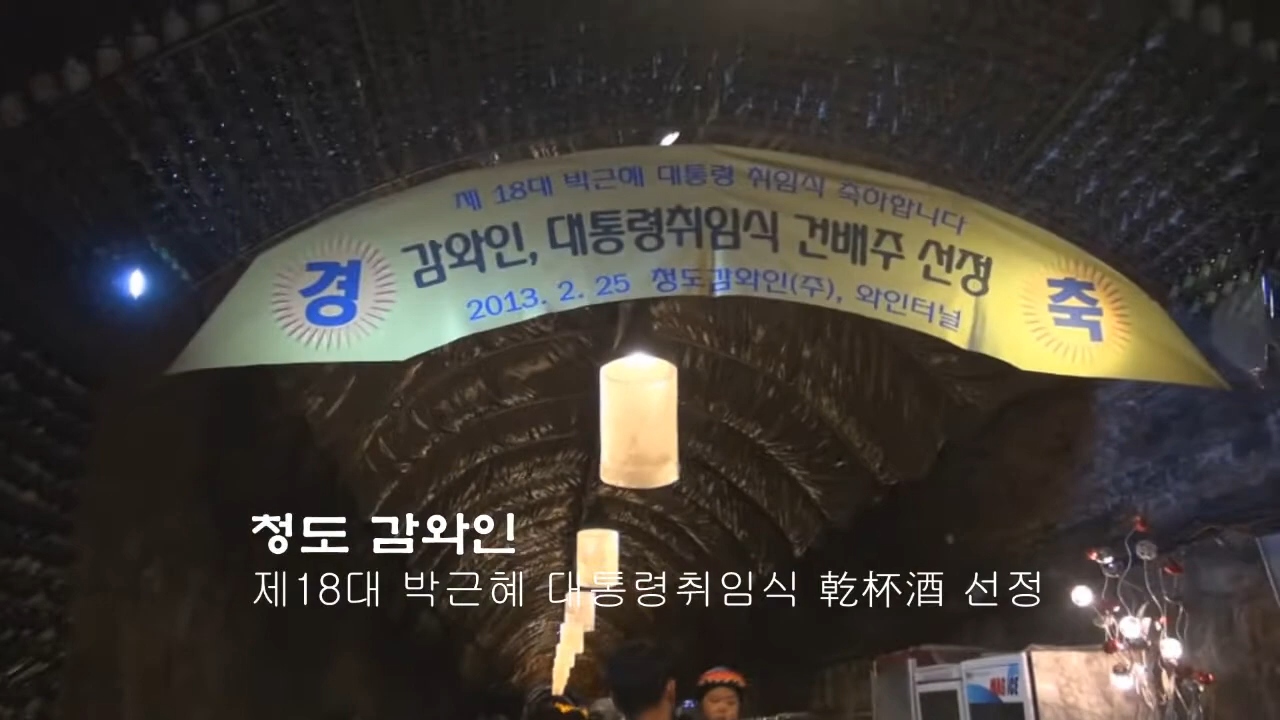 제 18대 박근혜 대통령 취임식 축하합니다
경 감와인, 대통령취임식 건배주 선정 축
2013. 2. 25 청도감와인(주), 와인터널
청도 감와인
제18대 박근혜 대통령취임식 乾杯酒 선정